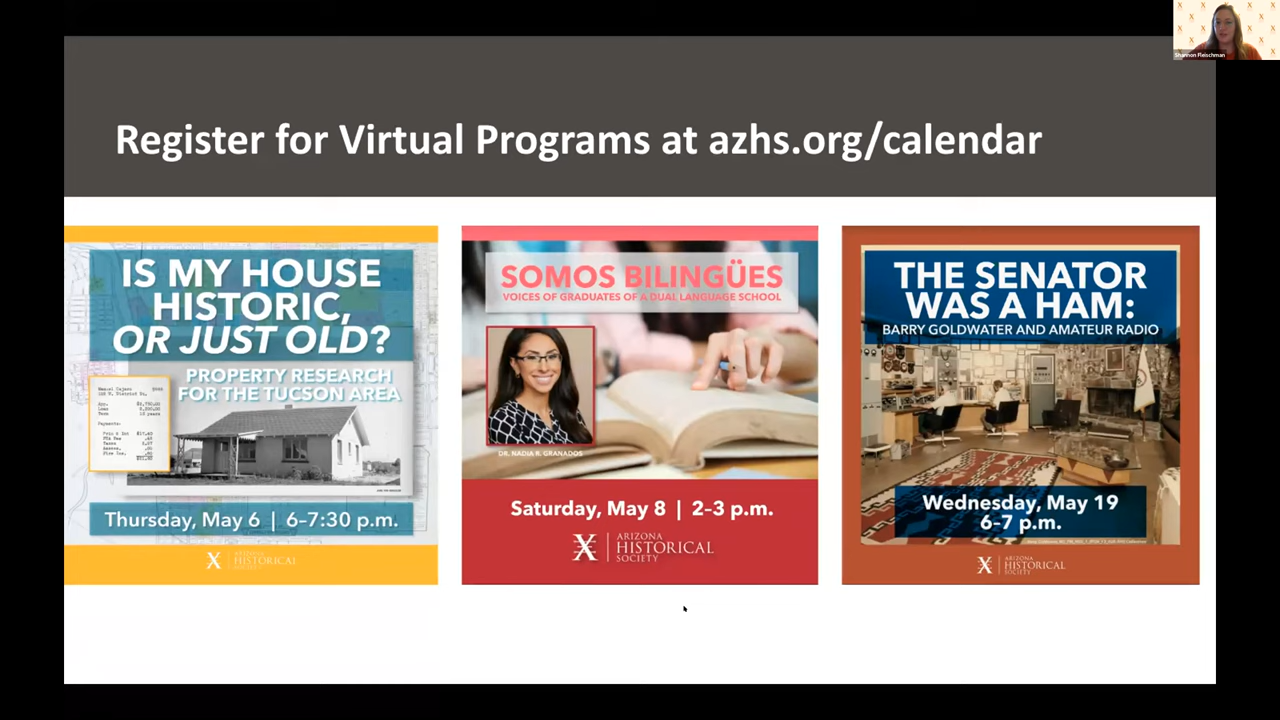 Shannon Fleischman
Register for Virtual Programs at azhs.org/calendar
IS MY HOUSE
HISTORIC,
OR JUST OLD?
PROPERTY RESEARCH
FOR THE TUCSON AREA
Thursday, May 6 | 6–7:30 p.m.
ARIZONA
HISTORICAL
SOCIETY
SOMOS BILINGÜES
VOICES OF GRADUATES OF A DUAL LANGUAGE SCHOOL
DR. NADIA R. GRANADOS
Saturday, May 8 | 2–3 p.m.
ARIZONA
HISTORICAL
SOCIETY
THE SENATOR
WAS A HAM:
BARRY GOLDWATER AND AMATEUR RADIO
Wednesday, May 19
6–7 p.m.
ARIZONA
HISTORICAL
SOCIETY